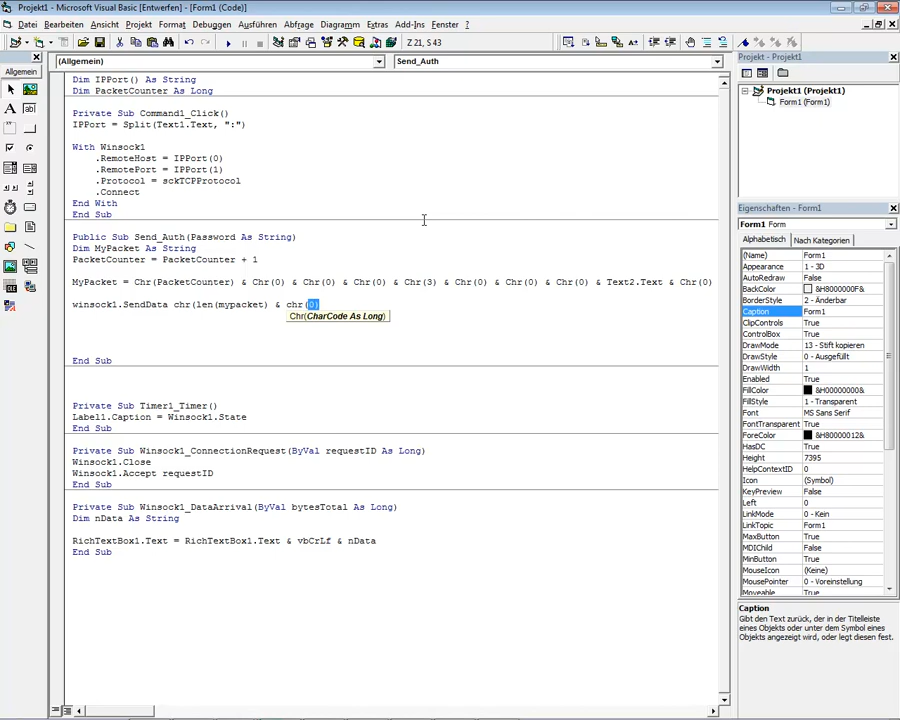 Projekt1 - Microsoft Visual Basic [Entwerfen] - [Form1 (Code)]
Datei Bearbeiten Ansicht Projekt Format Debuggen Ausführen Abfrage Diagramm Extras Add-Ins Fenster ?
Z 21, S 43
Allgemein
(Allgemein)
Send_Auth
Dim IPPort() As String
Dim PacketCounter As Long
Private Sub Command1_Click()
IPPort = Split(Text1.Text, ":")
With Winsock1
.RemoteHost = IPPort(0)
.RemotePort = IPPort(1)
.Protocol = sckTCPProtocol
.Connect
End With
End Sub
Public Sub Send_Auth(Password As String)
Dim MyPacket As String
PacketCounter = PacketCounter + 1
MyPacket = Chr(PacketCounter) & Chr(0) & Chr(0) & Chr(0) & Chr(3) & Chr(0) & Chr(0) & Chr(0) & Text2.Text & Chr(0)
winsock1.SendData chr(len(mypacket) & chr(0)
Chr(CharCode As Long)
End Sub
Private Sub Timer1_Timer()
Label1.Caption = Winsock1.State
End Sub
Private Sub Winsock1_ConnectionRequest(ByVal requestID As Long)
Winsock1.Close
Winsock1.Accept requestID
End Sub
Private Sub Winsock1_DataArrival(ByVal bytesTotal As Long)
Dim nData As String
RichTextBox1.Text = RichTextBox1.Text & vbCrLf & nData
End Sub
Projekt - Projekt1
Projekt1 (Projekt1)
Form1 (Form1)
Eigenschaften - Form1
Form1 Form
Alphabetisch Nach Kategorien
(Name) Form1
Appearance 1 - 3D
AutoRedraw False
BackColor &H8000000F&
BorderStyle 2 - Änderbar
Caption Form1
ClipControls True
ControlBox True
DrawMode 13 - Stift kopieren
DrawStyle 0 - Ausgefüllt
DrawWidth 1
Enabled True
FillColor &H00000000&
FillStyle 1 - Transparent
Font MS Sans Serif
FontTransparent True
ForeColor &H80000012&
HasDC True
Height 7395
HelpContextID 0
Icon (Symbol)
KeyPreview False
Left 0
LinkMode 0 - Kein
LinkTopic Form1
MaxButton True
MDIChild False
MouseIcon (Keine)
MousePointer 0 - Voreinstellung
Moveable True
Caption
Gibt den Text zurück, der in der Titelleiste
eines Objekts oder unter dem Symbol eines
Objekts angezeigt wird, oder legt diesen fest.